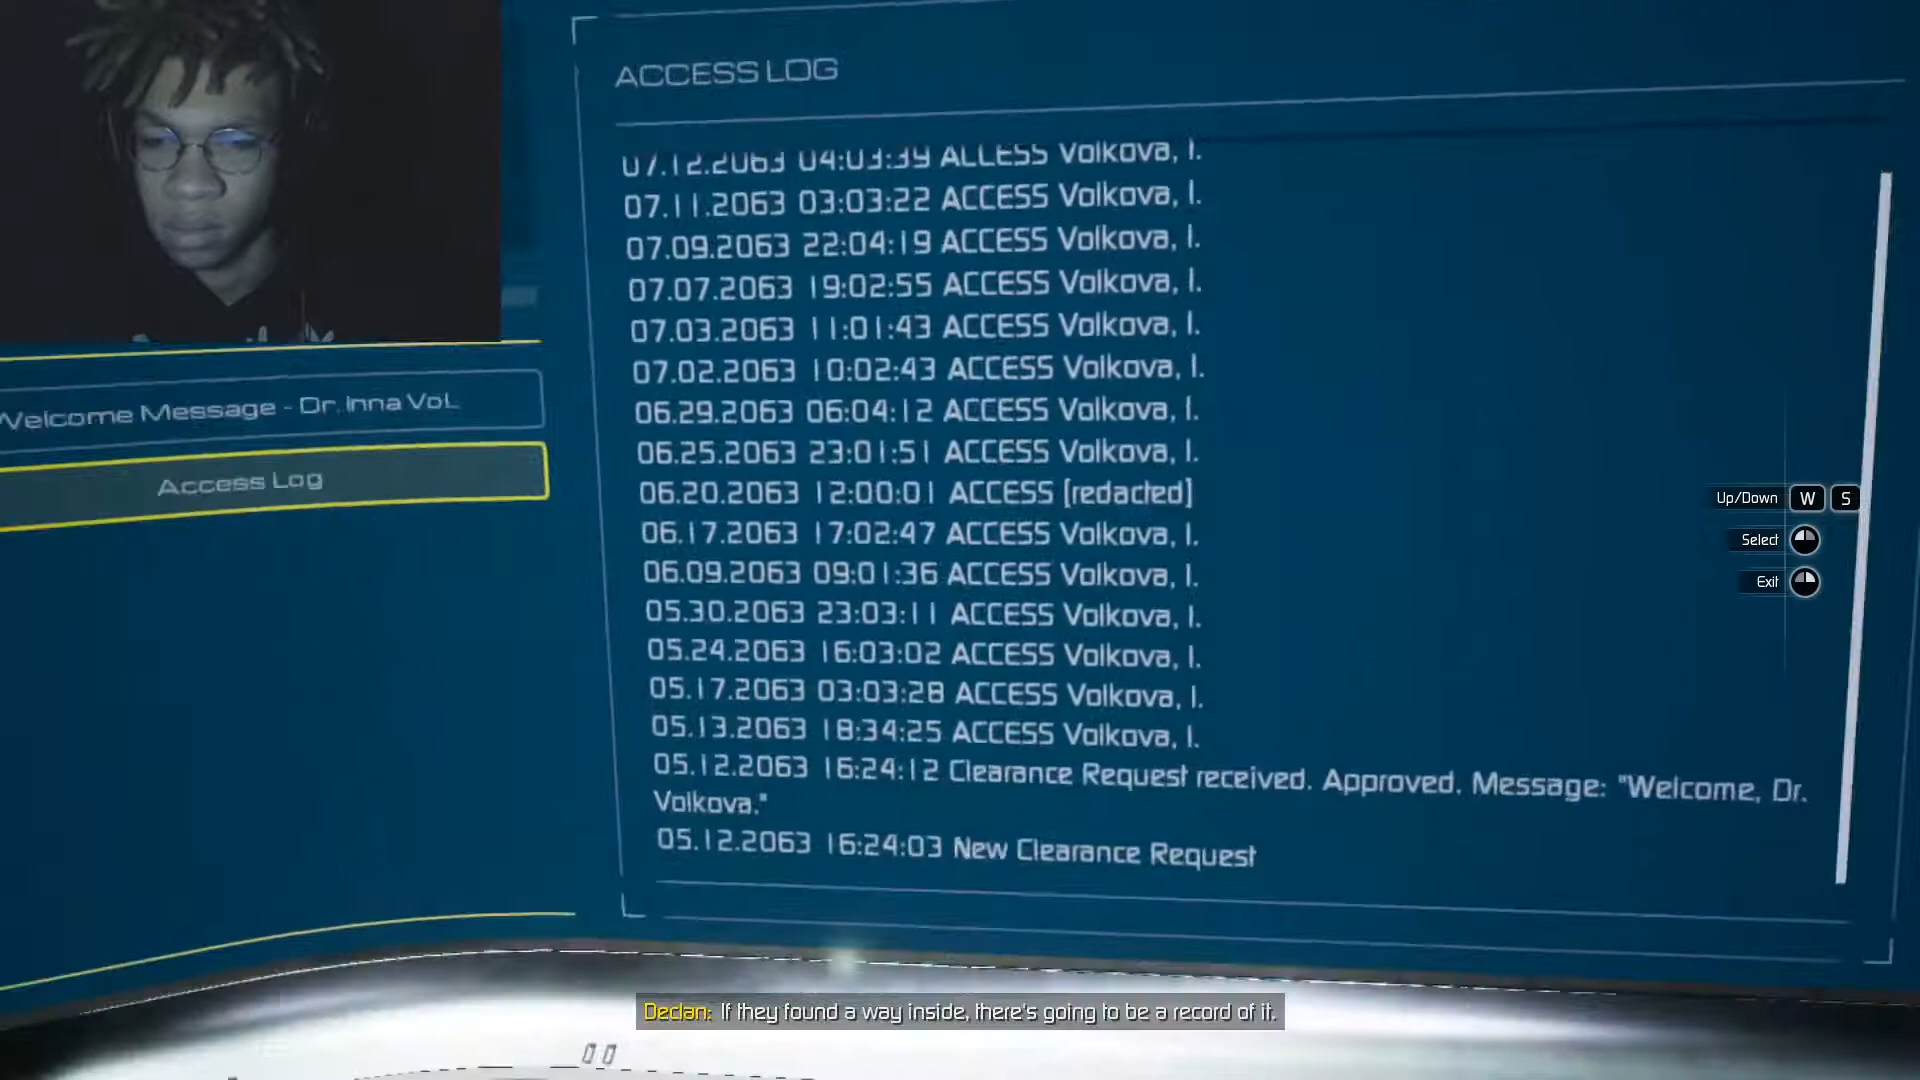 ACCESS LOG
07.12.2063 04:03:39 ACCESS Volkova, I.
07.11.2063 03:03:22 ACCESS Volkova, I.
07.09.2063 22:04:19 ACCESS Volkova, I.
07.07.2063 19:02:55 ACCESS Volkova, I.
07.03.2063 11:01:43 ACCESS Volkova, I.
07.02.2063 10:02:43 ACCESS Volkova, I.
06.29.2063 06:04:12 ACCESS Volkova, I.
06.25.2063 23:01:51 ACCESS Volkova, I.
06.20.2063 12:00:01 ACCESS [redacted]
06.17.2063 17:02:47 ACCESS Volkova, I.
06.09.2063 09:01:36 ACCESS Volkova, I.
05.30.2063 23:03:11 ACCESS Volkova, I.
05.24.2063 16:03:02 ACCESS Volkova, I.
05.17.2063 03:03:28 ACCESS Volkova, I.
05.13.2063 18:34:25 ACCESS Volkova, I.
05.12.2063 16:24:12 Clearance Request received. Approved. Message: "Welcome, Dr.
Volkova."
05.12.2063 16:24:03 New Clearance Request
Welcome Message - Dr. Inna Vol..
Access Log
Up/Down W S
Select
Exit
Declan: If they found a way inside, there's going to be a record of it.